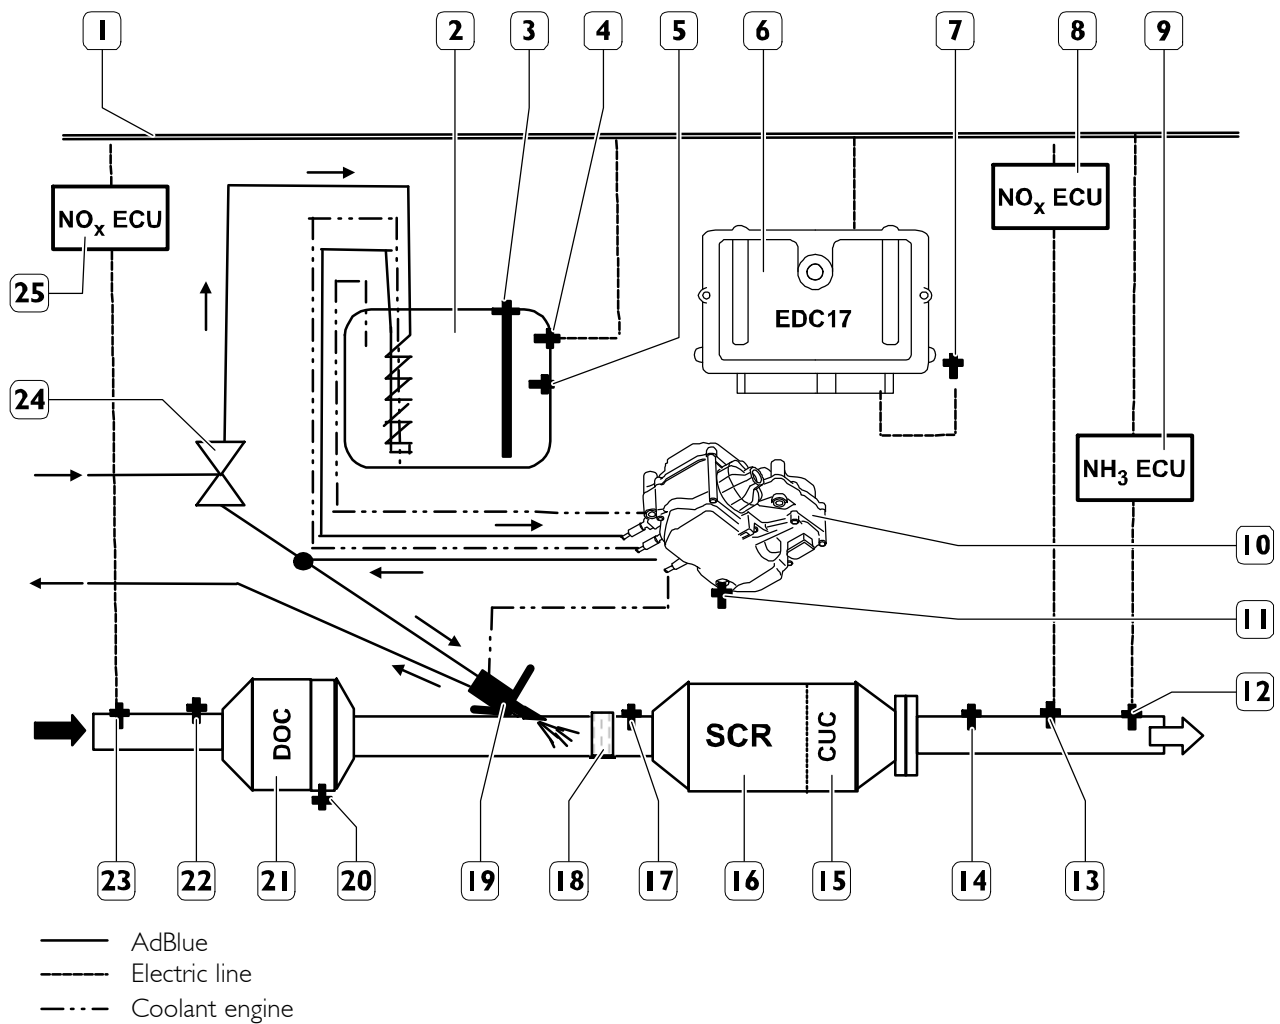 1 2 3 4 5 6 7 8 9
NOx ECU
NOx ECU
25
EDC17
24
NH3 ECU
10
11
12
DOC
SCR
CUC
23 22 21 20 19 18 17 16 15 14 13
AdBlue
Electric line
Coolant engine